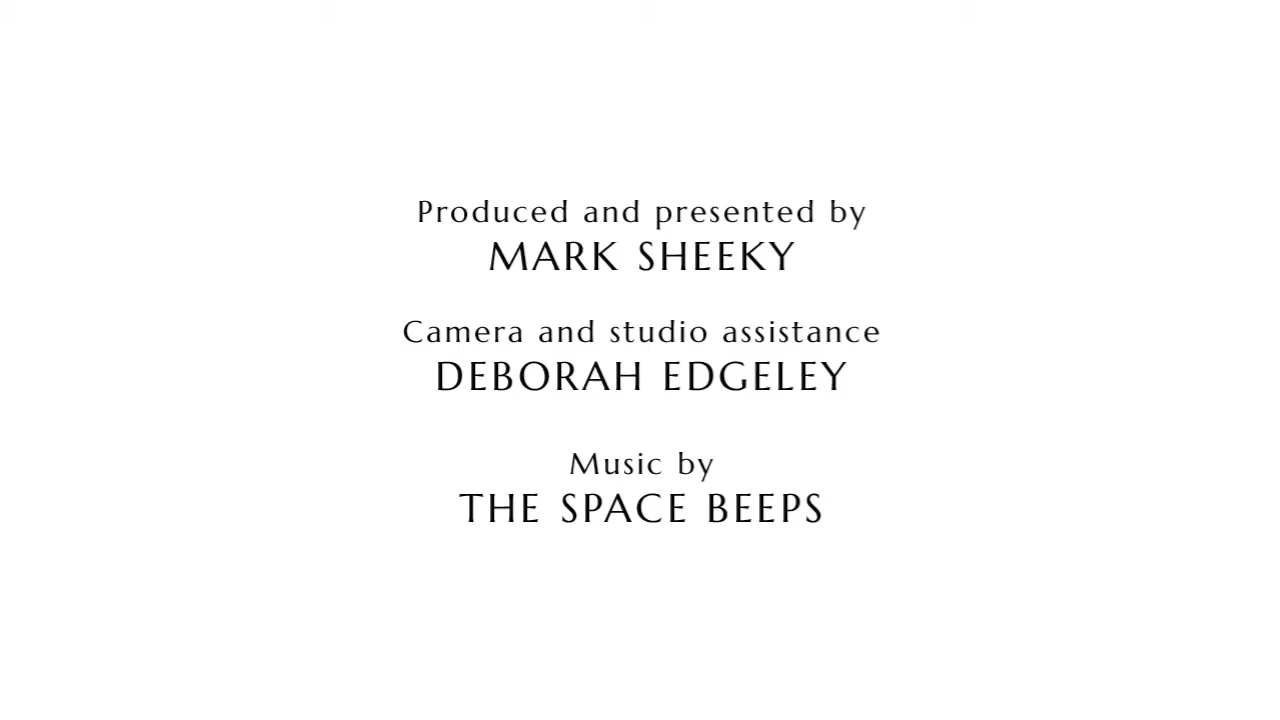 Produced and presented by
MARK SHEEKY
Camera and studio assistance
DEBORAH EDGELEY
Music by
THE SPACE BEEPS